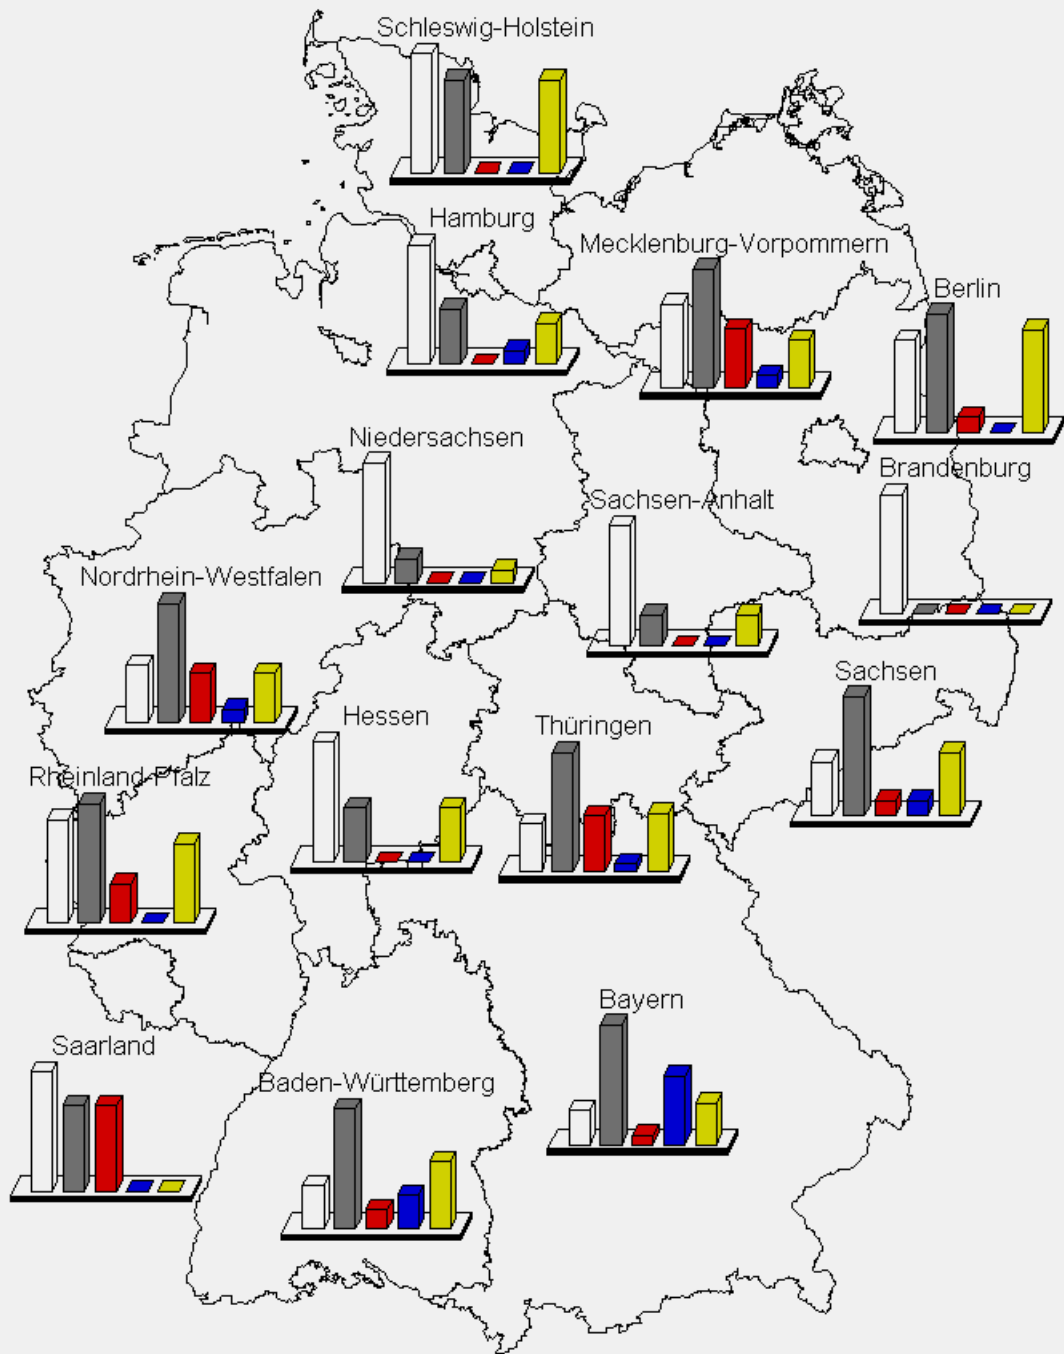 Schleswig-Holstein
Hamburg
Mecklenburg-Vorpommern
Berlin
Niedersachsen
Brandenburg
Sachsen-Anhalt
Nordrhein-Westfalen
Sachsen
Hessen
Thüringen
Rheinland-Pfalz
Bayern
Saarland
Baden-Württemberg